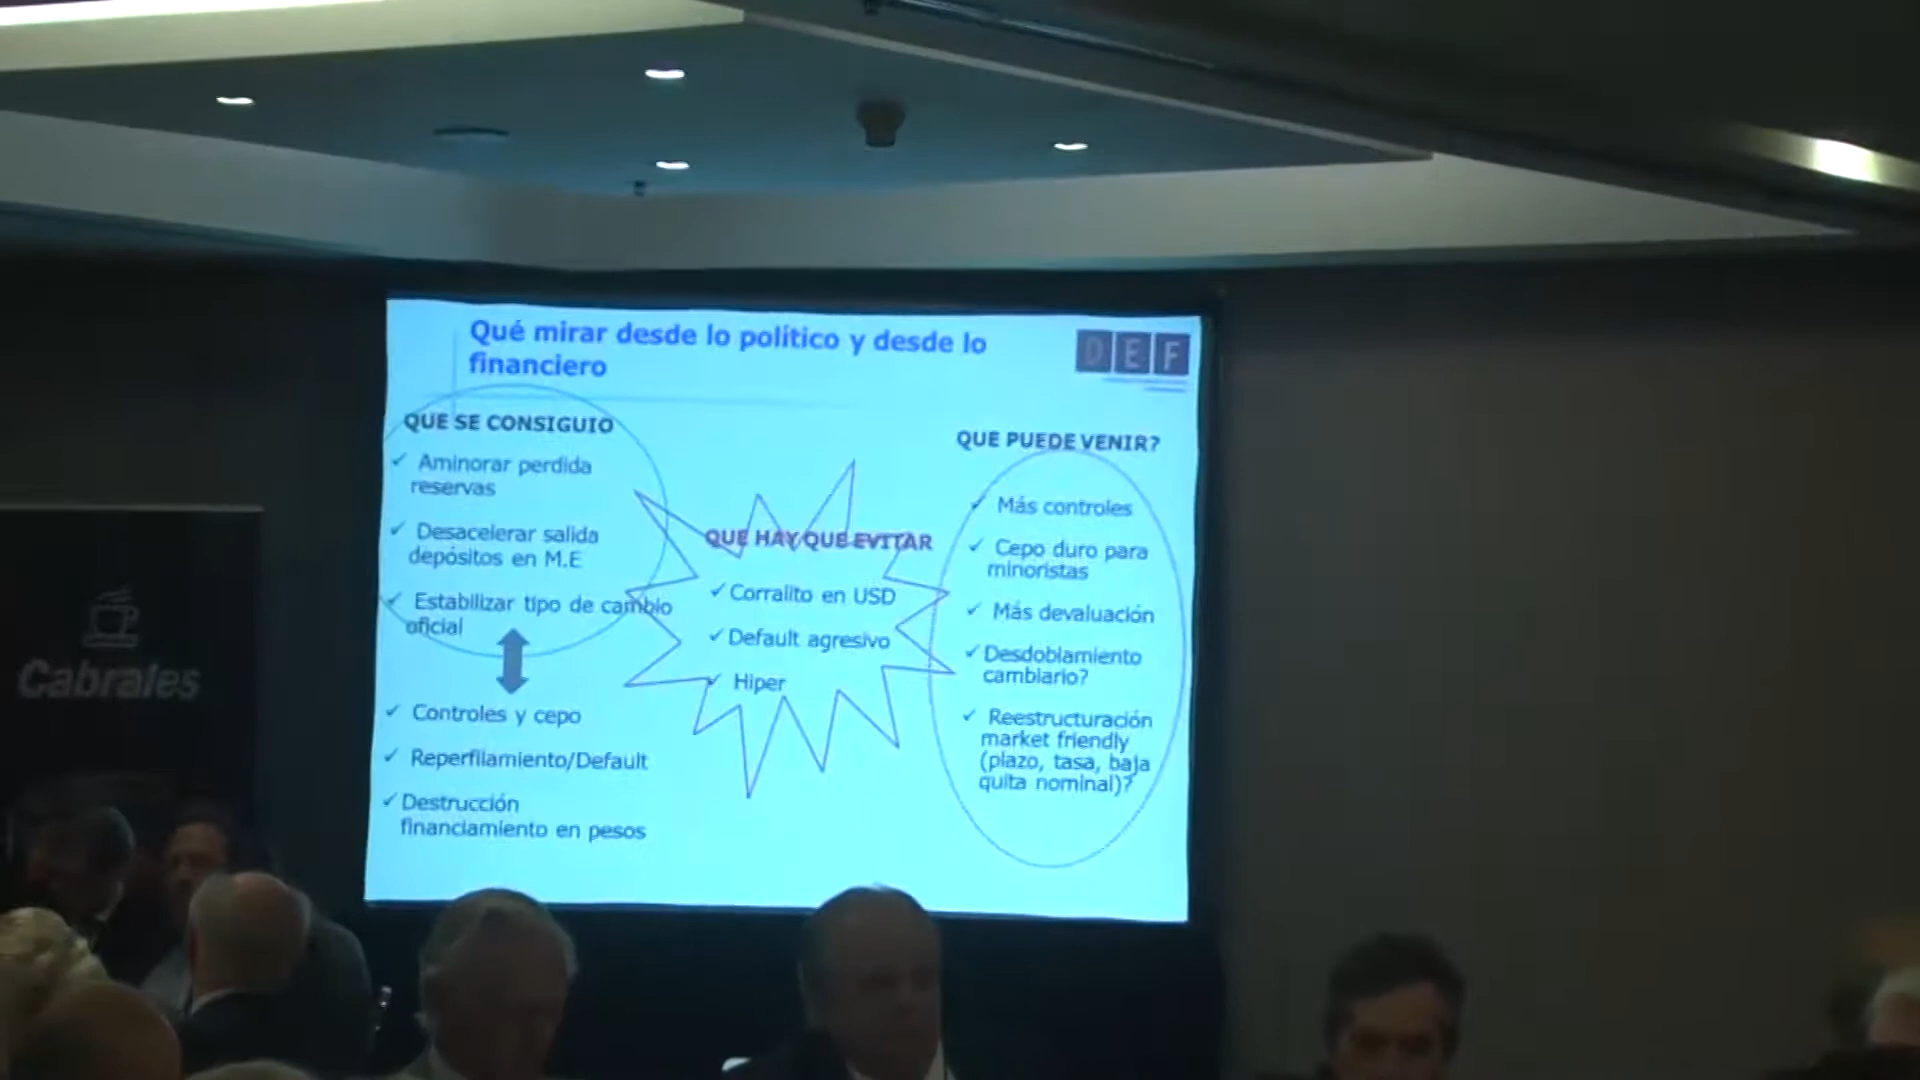 Qué mirar desde lo político y desde lo
financiero
DEF
QUE SE CONSIGUIO
✓ Aminorar perdida
reservas
✓ Desacelerar salida
depósitos en M.E
✓ Estabilizar tipo de cambio
oficial
✓ Controles y cepo
✓ Reperfilamiento/Default
✓ Destrucción
financiamiento en pesos
QUE HAY QUE EVITAR
✓ Corralito en USD
✓ Default agresivo
✓ Hiper
QUE PUEDE VENIR?
✓ Más controles
✓ Cepo duro para
minoristas
✓ Más devaluación
✓ Desdoblamiento
cambiario?
✓ Reestructuración
market friendly
(plazo, tasa, baja
quita nominal)?
Cabrales